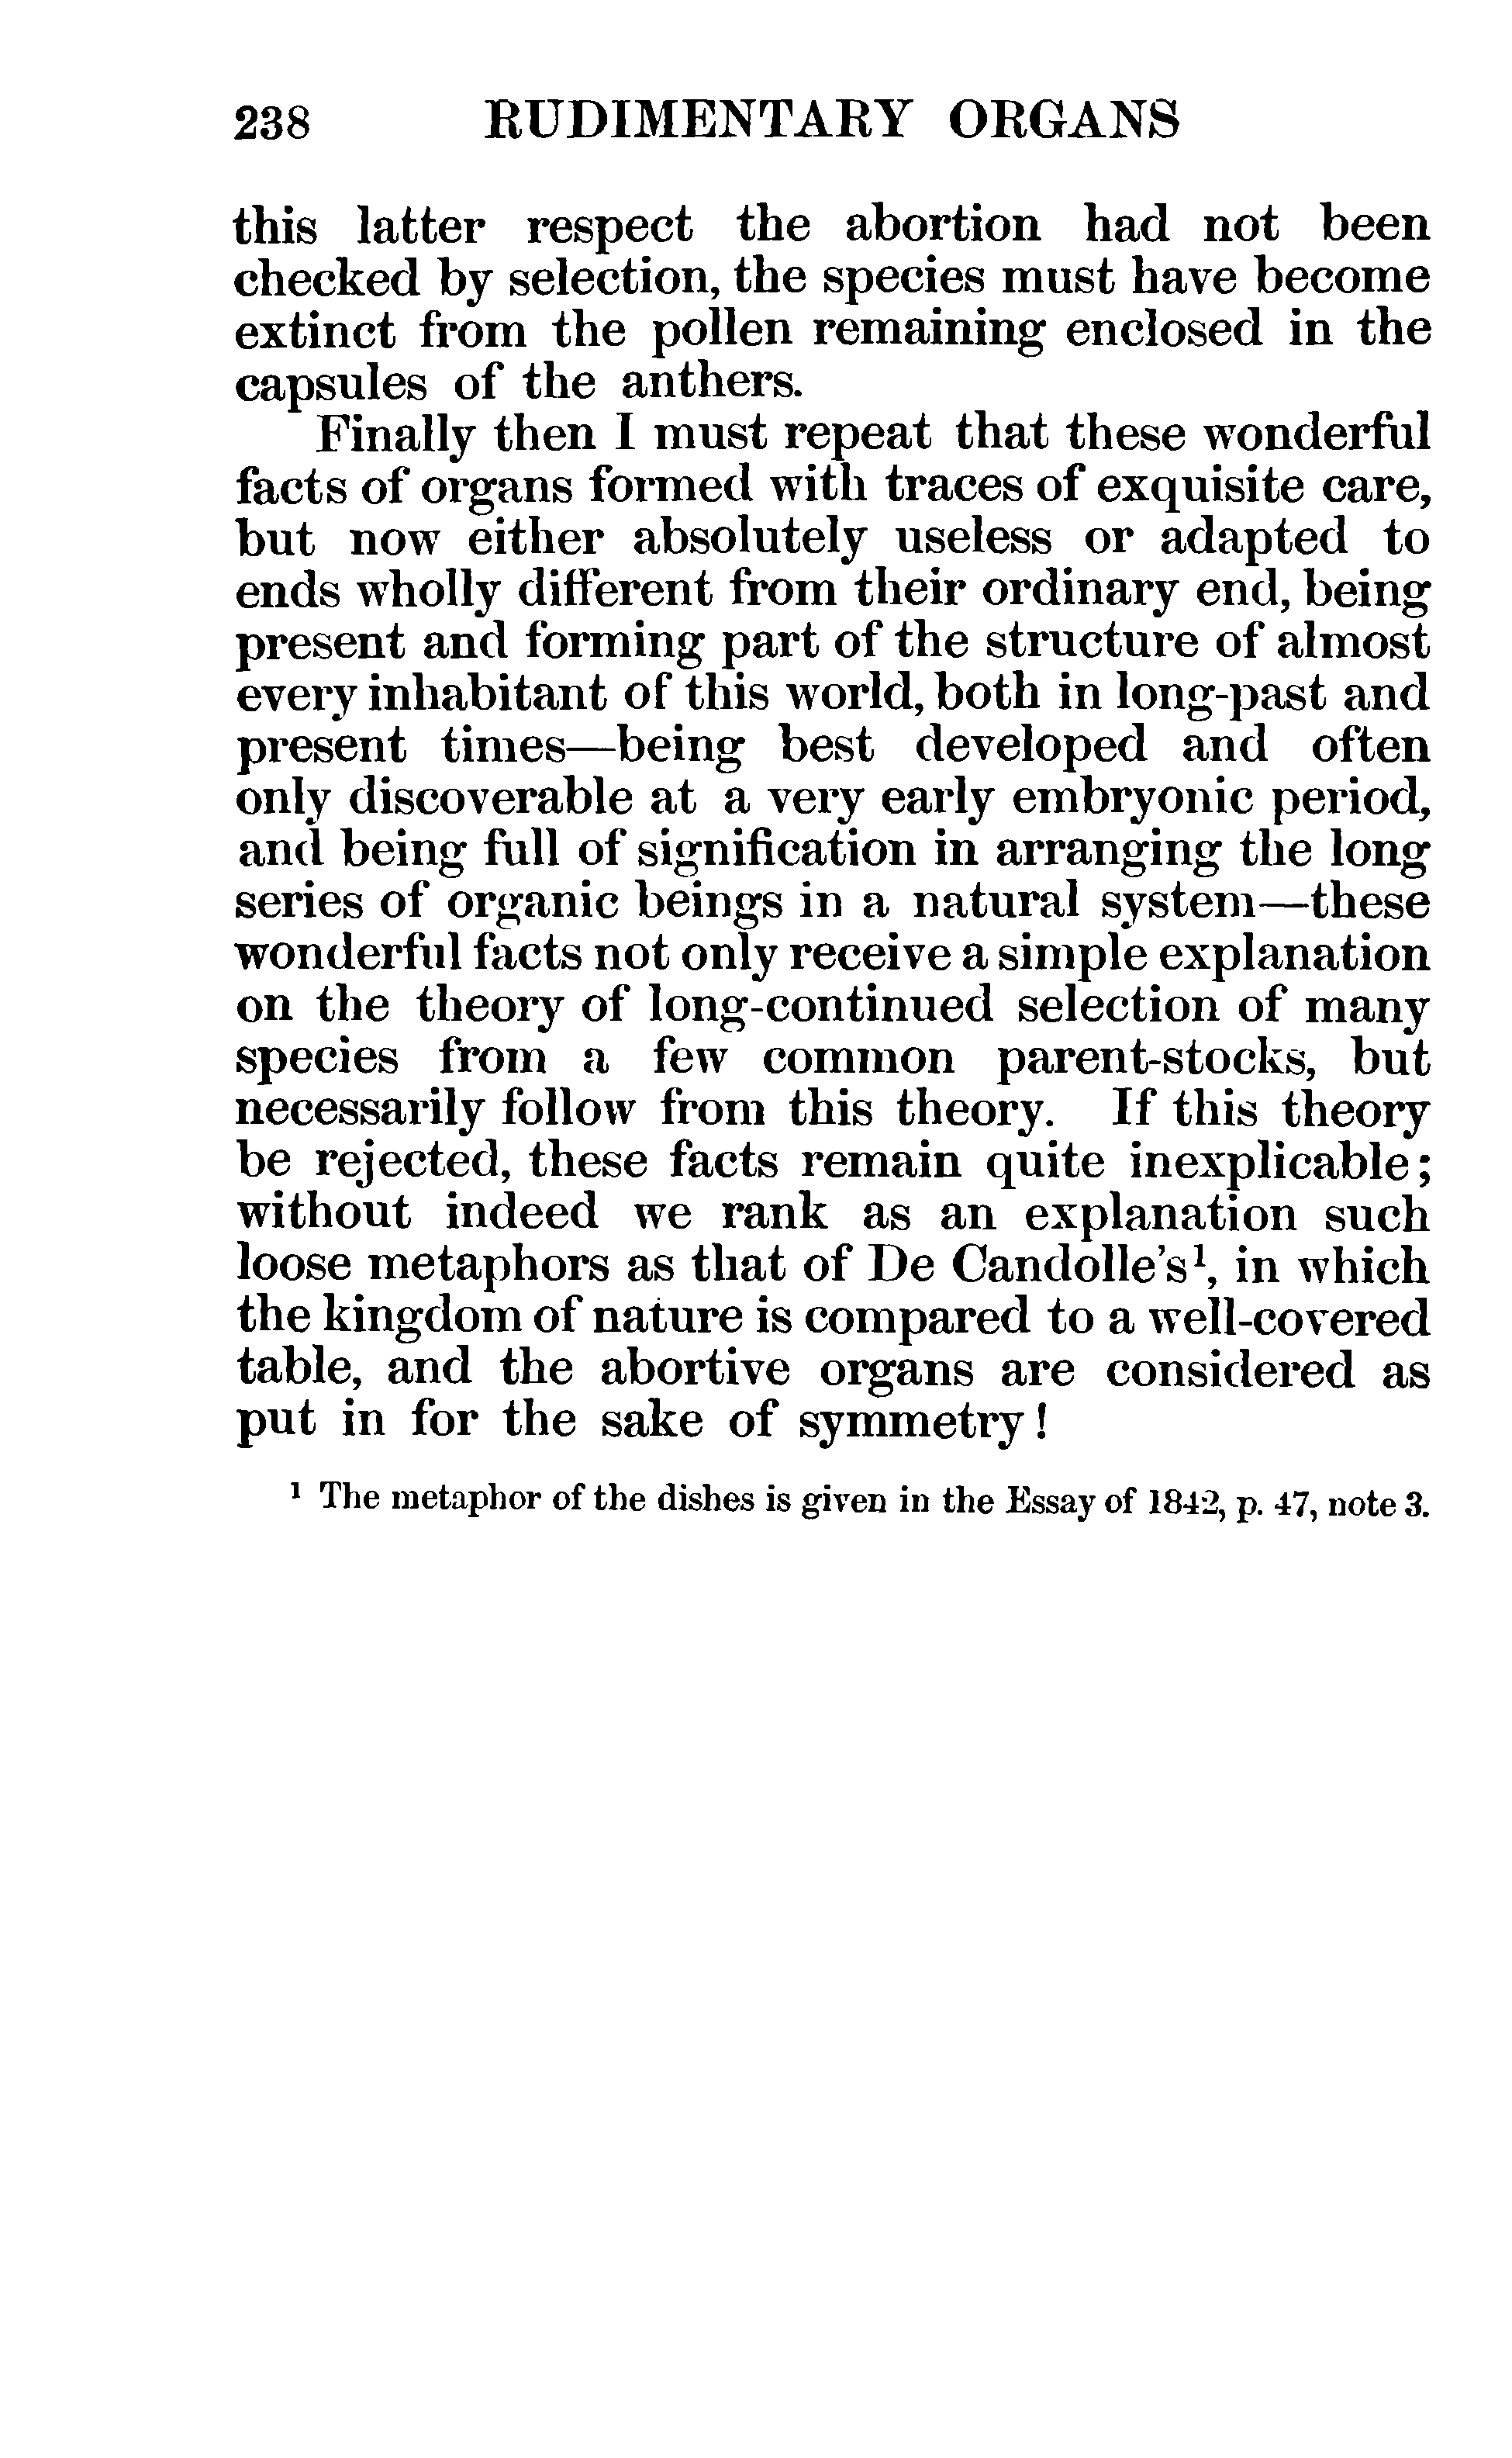 238 RUDIMENTARY ORGANS
this latter respect the abortion had not been
checked by selection, the species must have become
extinct from the pollen remaining enclosed in the
capsules of the anthers.
Finally then I must repeat that these wonderful
facts of organs formed with traces of exquisite care,
but now either absolutely useless or adapted to
ends wholly different from their ordinary end, being
present and forming part of the structure of almost
every inhabitant of this world, both in long-past and
present times—being best developed and often
only discoverable at a very early embryonic period,
and being full of signification in arranging the long
series of organic beings in a natural system—these
wonderful facts not only receive a simple explanation
on the theory of long-continued selection of many
species from a few common parent-stocks, but
necessarily follow from this theory. If this theory
be rejected, these facts remain quite inexplicable;
without indeed we rank as an explanation such
loose metaphors as that of De Candolle's¹, in which
the kingdom of nature is compared to a well-covered
table, and the abortive organs are considered as
put in for the sake of symmetry!
¹ The metaphor of the dishes is given in the Essay of 1842, p. 47, note 3.